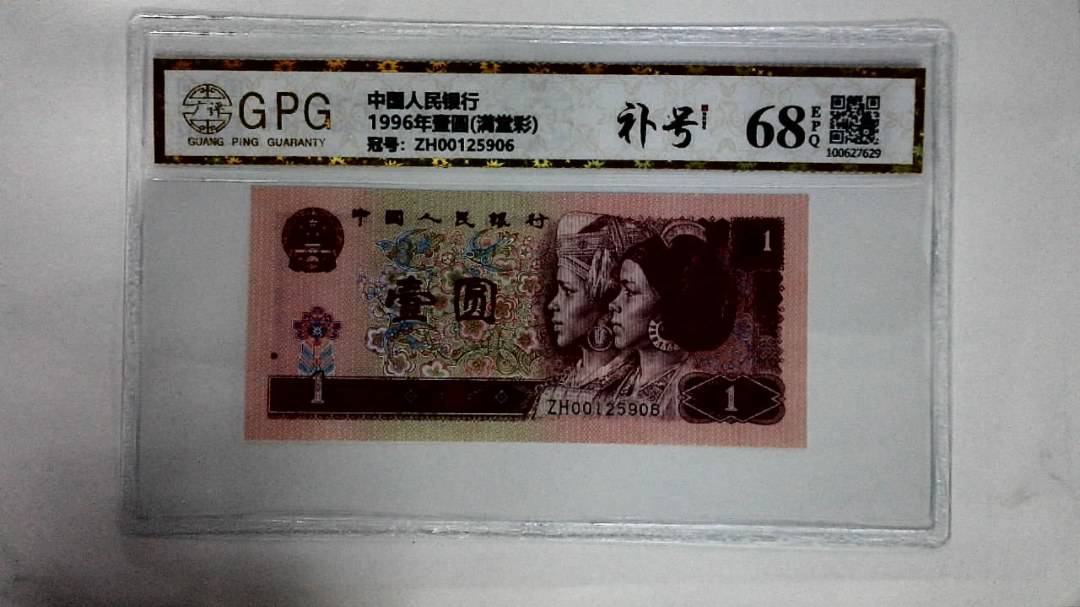 广评
GPG
GUANG PING GUARANTY
中国人民银行
1996年壹圆(满堂彩)
冠号: ZH00125906
补号
68
EPQ
100627629
中国人民银行
壹圆
1
1
ZH00125906
1